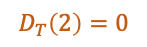 D_T(2) = 0